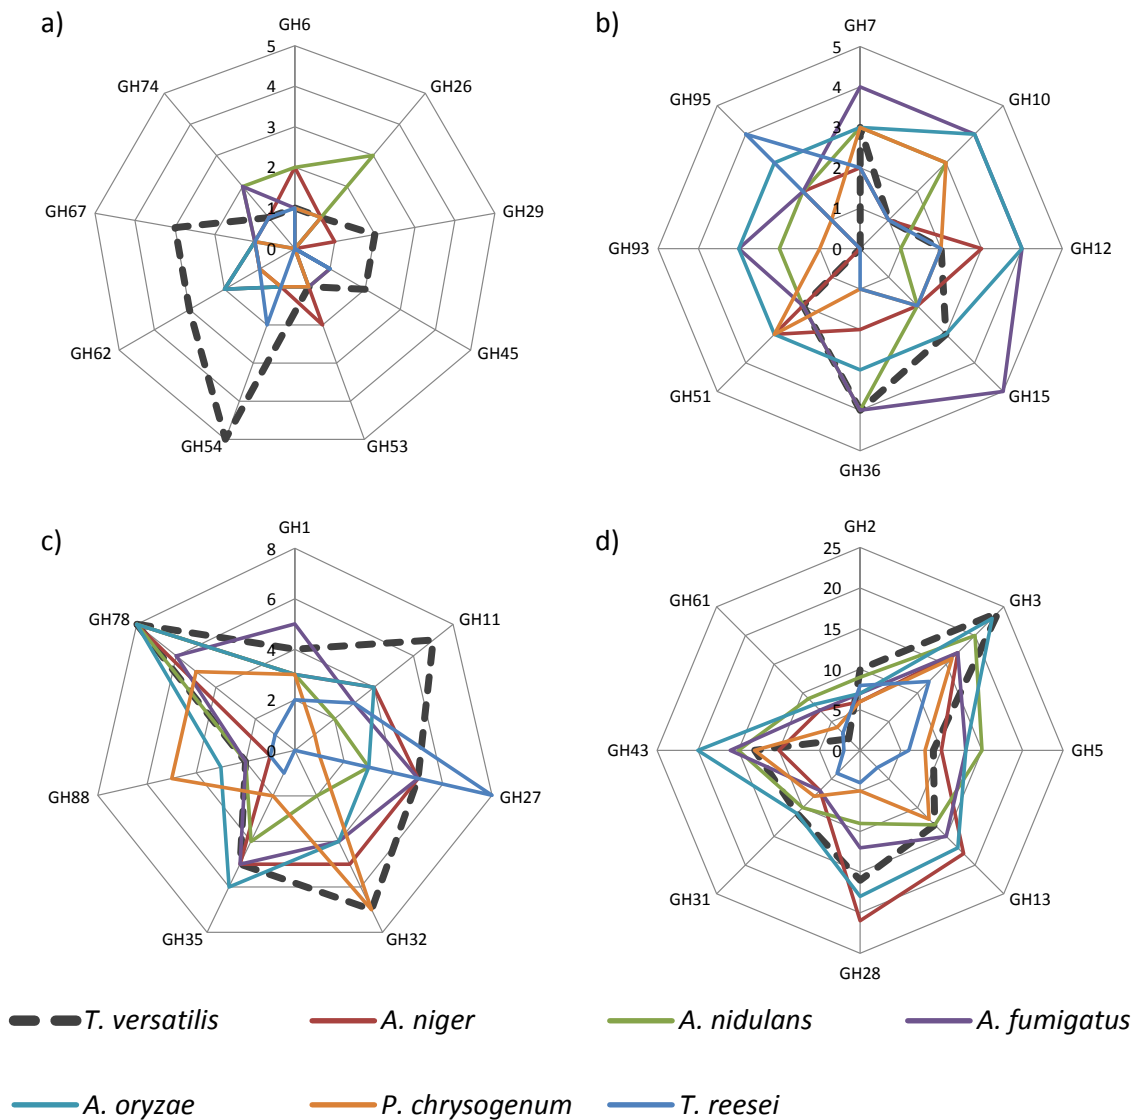 a)
GH6
GH26
GH29
GH45
GH53
GH54
GH62
GH67
GH74
5
4
3
2
1
0
b)
GH7
GH10
GH12
GH15
GH36
GH51
GH93
GH95
5
4
3
2
1
0
c)
GH1
GH11
GH27
GH32
GH35
GH88
GH78
8
6
4
2
0
d)
GH2
GH3
GH5
GH13
GH28
GH31
GH43
GH61
25
20
15
10
5
0
T. versatilis
A. niger
A. nidulans
A. fumigatus
A. oryzae
P. chrysogenum
T. reesei